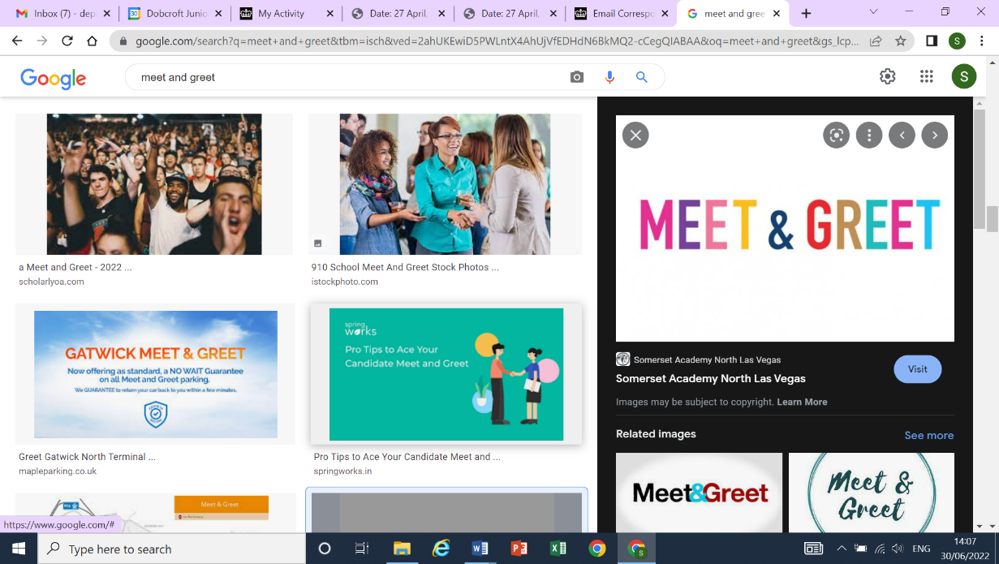 Inbox (7) - dep
Dobcroft Junio
My Activity
Date: 27 April,
Date: 27 April,
Email Corresp
meet and gree
google.com/search?q=meet+and+greet&tbm=isch&ved=2ahUKEwiD5PWLntX4AhUjVfEDHdN6BkMQ2-cCegQIABAA&oq=meet+and+greet&gs_lcp...
S
Google
meet and greet
S
a Meet and Greet - 2022 ...
scholarlyoa.com
910 School Meet And Greet Stock Photos ...
istockphoto.com
GATWICK MEET & GREET
Now offering as standard, a NO WAIT Guarantee
on all Meet and Greet parking.
We GUARANTEE to return your car back to you within a few minutes.
Greet Gatwick North Terminal ...
mapleparking.co.uk
spring
works
Pro Tips to Ace Your
Candidate Meet and Greet
Pro Tips to Ace Your Candidate Meet and ...
springworks.in
Meet & Greet
MEET & GREET
Somerset Academy North Las Vegas
Somerset Academy North Las Vegas
Visit
Images may be subject to copyright. Learn More
Related images
See more
Meet&Greet
Meet &
Greet
https://www.google.com/#
Type here to search
ENG
14:07
30/06/2022